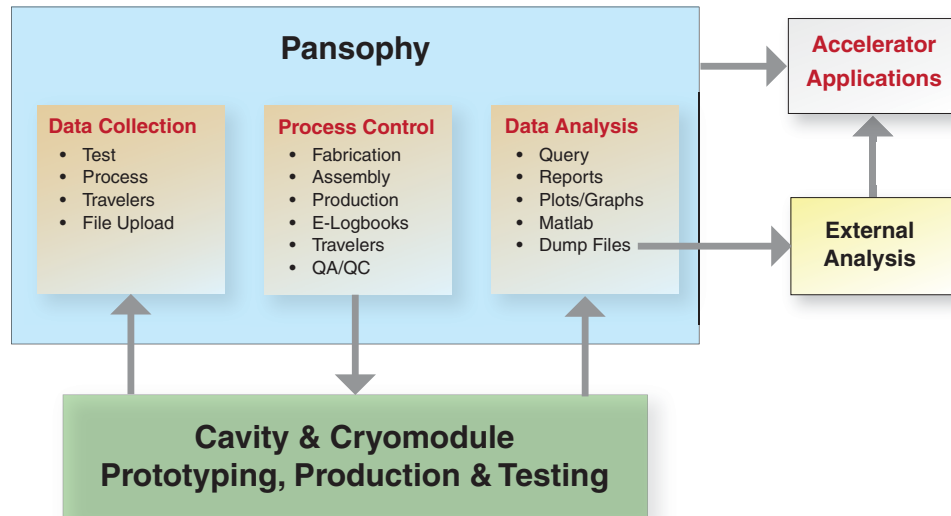 Pansophy
Data Collection
• Test
• Process
• Travelers
• File Upload
Process Control
• Fabrication
• Assembly
• Production
• E-Logbooks
• Travelers
• QA/QC
Data Analysis
• Query
• Reports
• Plots/Graphs
• Matlab
• Dump Files
Accelerator
Applications
External
Analysis
Cavity & Cryomodule
Prototyping, Production & Testing